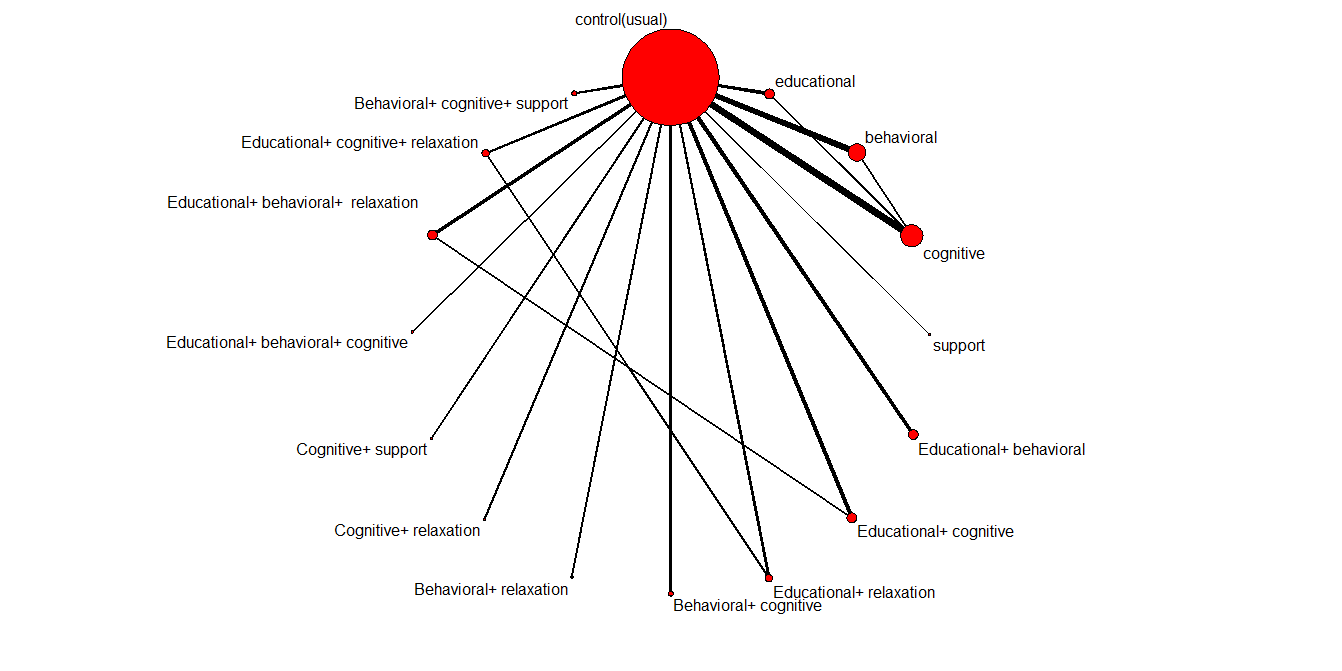 control(usual)
educational
Behavioral+ cognitive+ support
behavioral
Educational+ cognitive+ relaxation
Educational+ behavioral+  relaxation
cognitive
Educational+ behavioral+ cognitive
support
Cognitive+ support
Educational+ behavioral
Cognitive+ relaxation
Educational+ cognitive
Behavioral+ relaxation
Educational+ relaxation
Behavioral+ cognitive